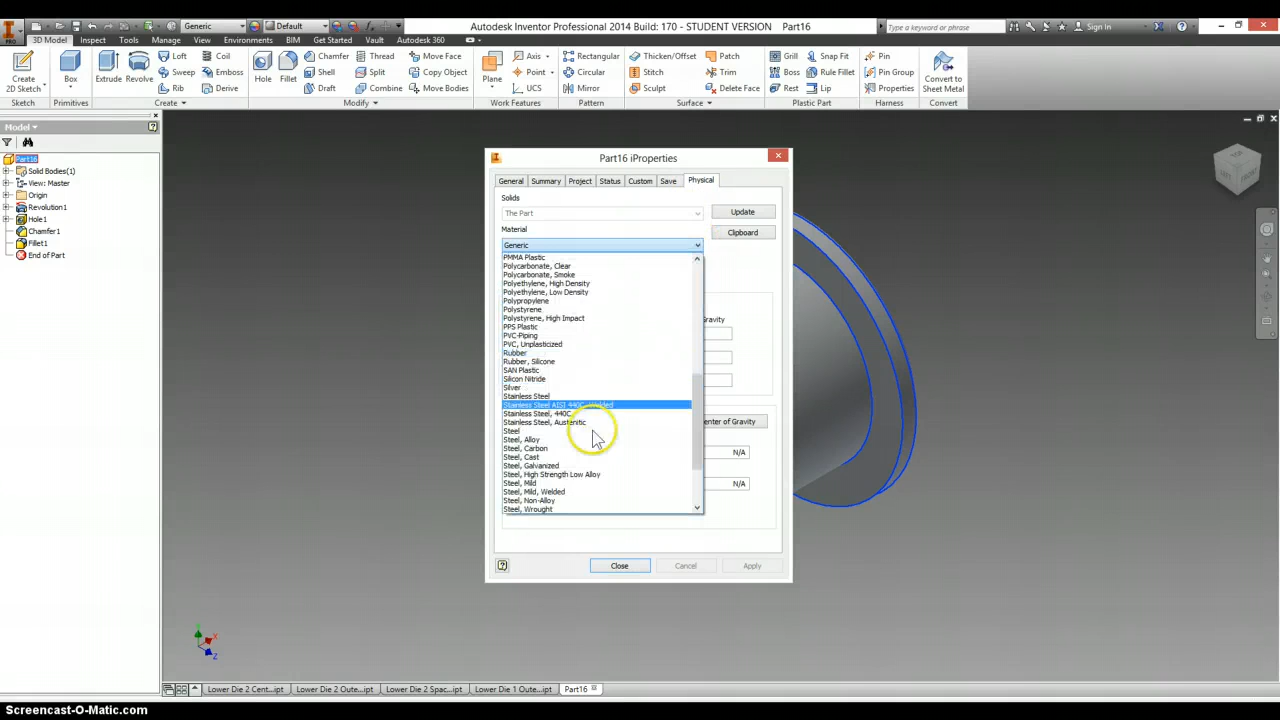 PRO
Generic
Default
Autodesk Inventor Professional 2014 Build: 170 - STUDENT VERSION Part16
Type a keyword or phrase
Sign In
3D Model Inspect Tools Manage View Environments BIM Get Started Vault Autodesk 360
Create
2D Sketch
Box
Extrude
Revolve
Loft
Sweep
Rib
Coil
Emboss
Derive
Hole
Fillet
Chamfer
Shell
Draft
Thread
Split
Combine
Move Face
Copy Object
Move Bodies
Plane
Axis
Point
UCS
Rectangular
Circular
Mirror
Thicken/Offset
Stitch
Sculpt
Patch
Trim
Delete Face
Grill
Boss
Rest
Snap Fit
Rule Fillet
Lip
Pin
Pin Group
Properties
Convert to
Sheet Metal
Sketch Primitives Create Modify Work Features Pattern Surface Plastic Part Harness Convert
Model
Part16
Solid Bodies(1)
View: Master
Origin
Revolution1
Hole1
Chamfer1
Fillet1
End of Part
Part16 iProperties
General Summary Project Status Custom Save Physical
Solids
The Part
Update
Material
Clipboard
Generic
PMMA Plastic
Polycarbonate, Clear
Polycarbonate, Smoke
Polyethylene, High Density
Polyethylene, Low Density
Polypropylene
Polystyrene
Polystyrene, High Impact
PPS Plastic
PVC-Piping
PVC, Unplasticized
Rubber
Rubber, Silicone
SAN Plastic
Silicon Nitride
Silver
Stainless Steel
Stainless Steel AISI 440C, Welded
Stainless Steel, 440C
Stainless Steel, Austenitic
Steel
Steel, Alloy
Steel, Carbon
Steel, Cast
Steel, Galvanized
Steel, High Strength Low Alloy
Steel, Mild
Steel, Mild, Welded
Steel, Non-Alloy
Steel, Wrought
Gravity
enter of Gravity
N/A
N/A
Close Cancel Apply
Y
X
Z
Lower Die 2 Cent...ipt Lower Die 2 Oute...ipt Lower Die 2 Spac...ipt Lower Die 1 Oute...ipt Part16
Screencast-O-Matic.com